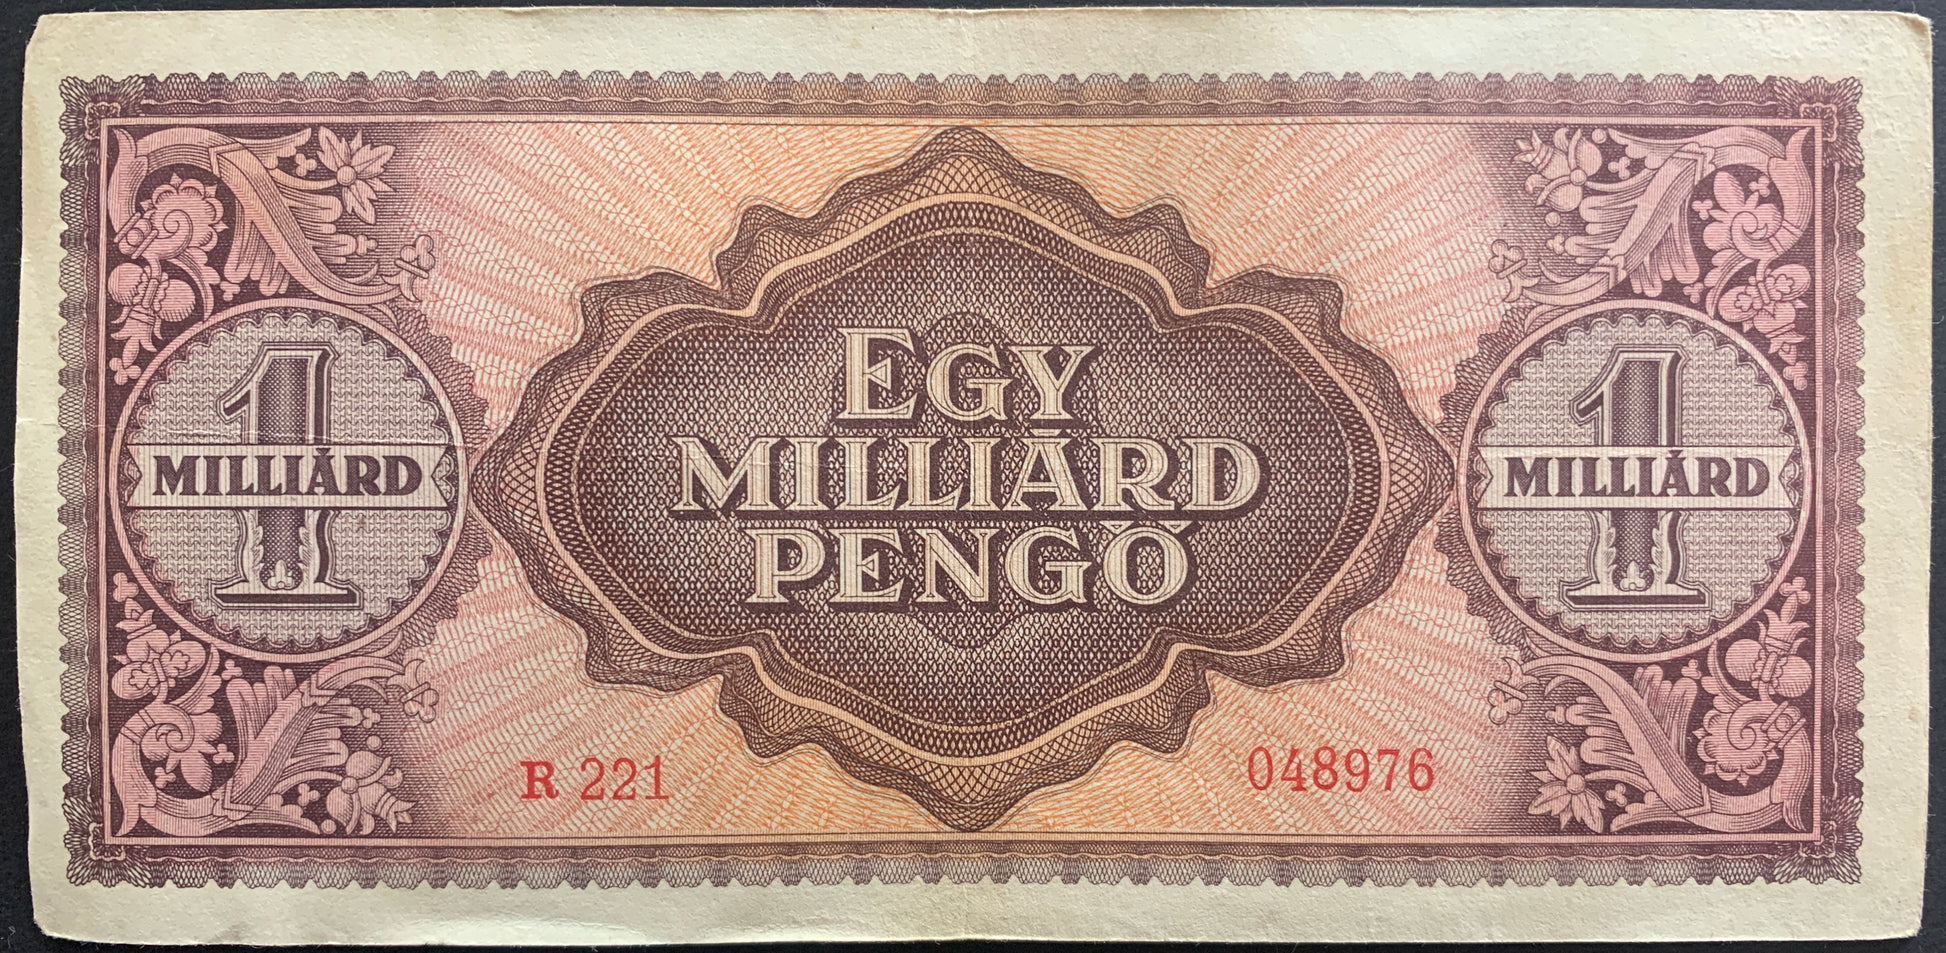 EGY
MILLIÁRD
PENGŐ
1
MILLIÁRD
1
MILLIÁRD
R 221
048976